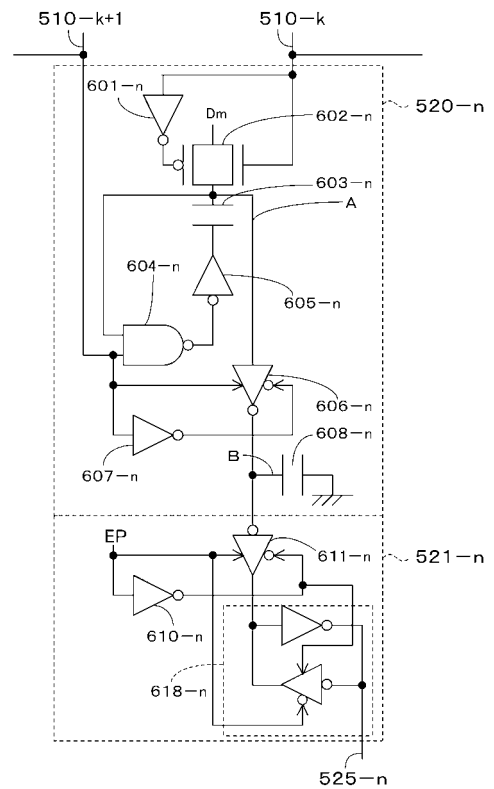 510-k+1 510-k
601-n
Dm
602-n
520-n
603-n
A
604-n
605-n
606-n
608-n
B
607-n
EP
611-n
521-n
610-n
618-n
525-n